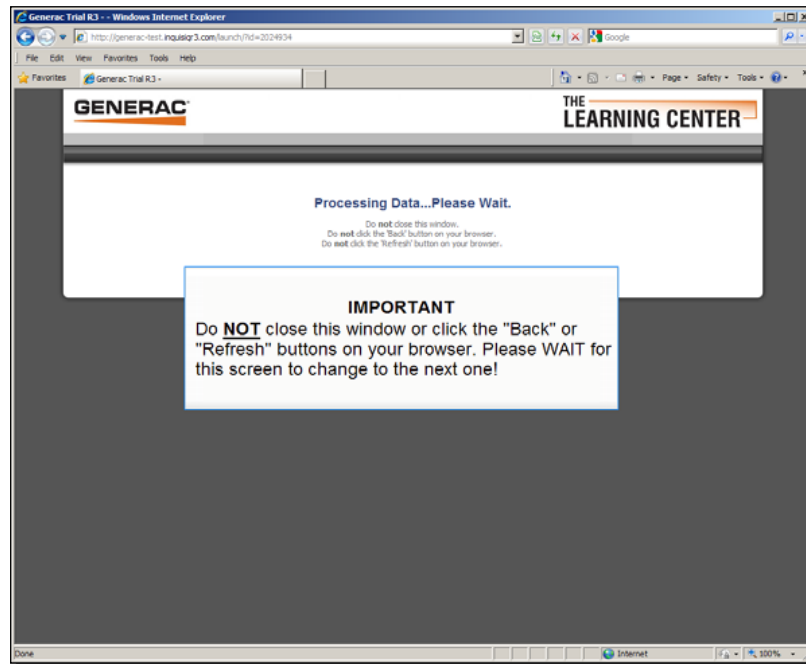 Generac Trial R3 - - Windows Internet Explorer
http://generac-test.inquisiqr3.com/launch/?id=2024934
Google
File Edit View Favorites Tools Help
Favorites Generac Trial R3 -
Page Safety Tools
GENERAC
THE
LEARNING CENTER
Processing Data...Please Wait.
Do not close this window.
Do not click the 'Back' button on your browser.
Do not click the 'Refresh' button on your browser.
IMPORTANT
Do NOT close this window or click the "Back" or
"Refresh" buttons on your browser. Please WAIT for
this screen to change to the next one!
Done Internet 100%